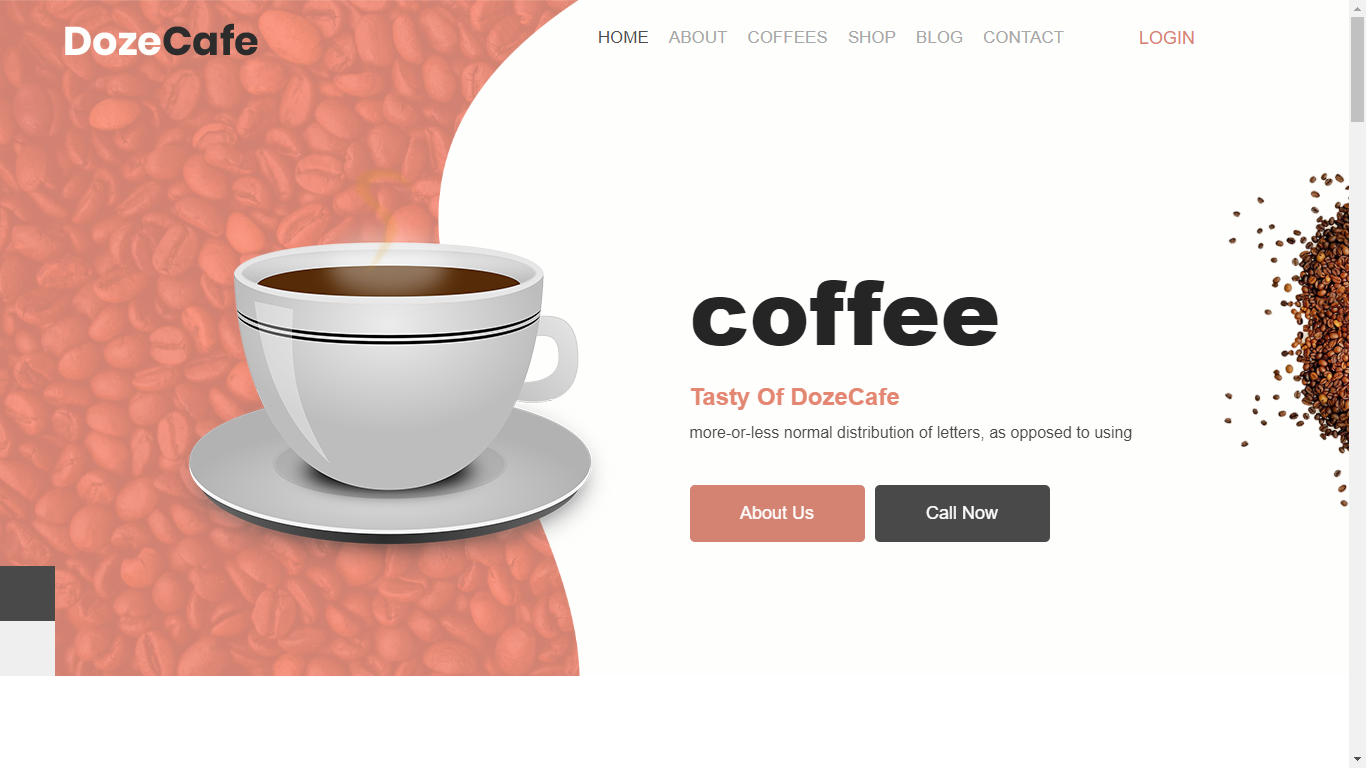 DozeCafe
HOME ABOUT COFFEES SHOP BLOG CONTACT LOGIN
coffee
Tasty Of DozeCafe
more-or-less normal distribution of letters, as opposed to using
About Us Call Now